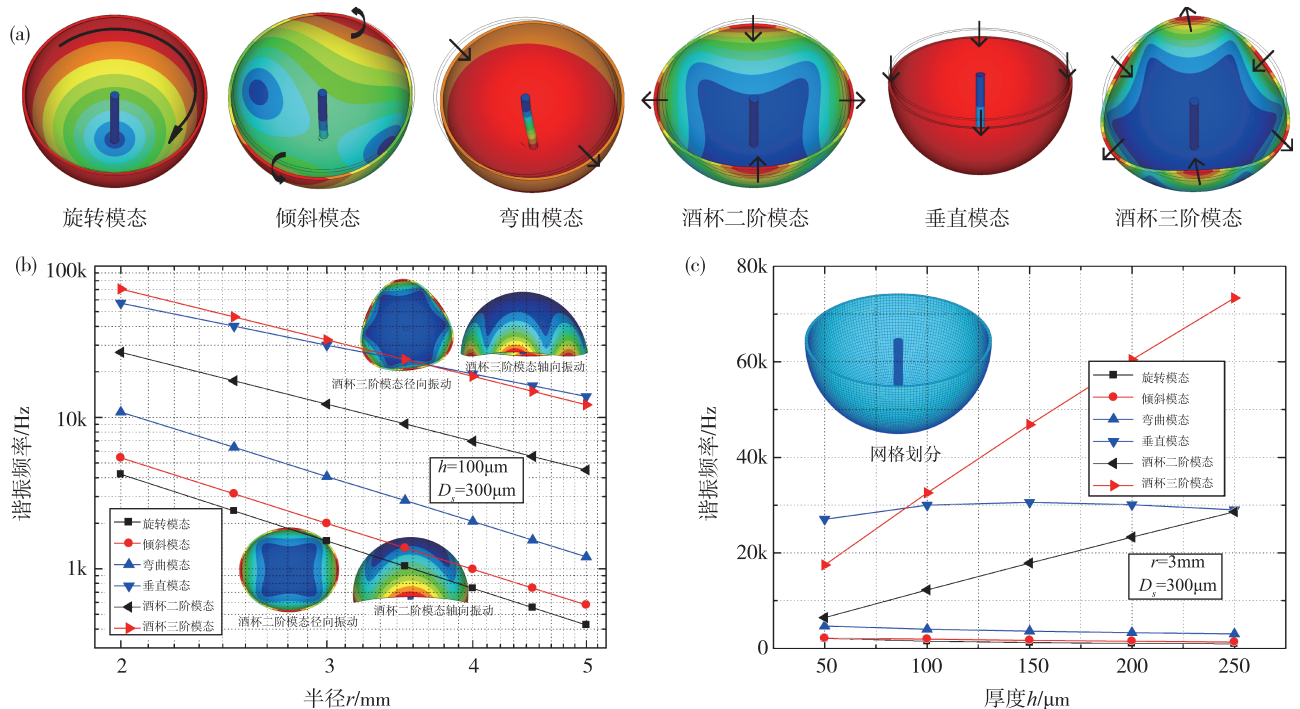 (a)
旋转模态
倾斜模态
弯曲模态
酒杯二阶模态
垂直模态
酒杯三阶模态
(b)
100k
10k
1k
谐振频率/Hz
2
3
4
5
半径r/mm
酒杯三阶模态径向振动
酒杯三阶模态轴向振动
h=100μm
Ds=300μm
旋转模态
倾斜模态
弯曲模态
垂直模态
酒杯二阶模态
酒杯三阶模态
酒杯二阶模态径向振动
酒杯二阶模态轴向振动
(c)
80k
60k
40k
20k
0
谐振频率/Hz
50
100
150
200
250
厚度h/μm
网格划分
旋转模态
倾斜模态
弯曲模态
垂直模态
酒杯二阶模态
酒杯三阶模态
r=3mm
Ds=300μm